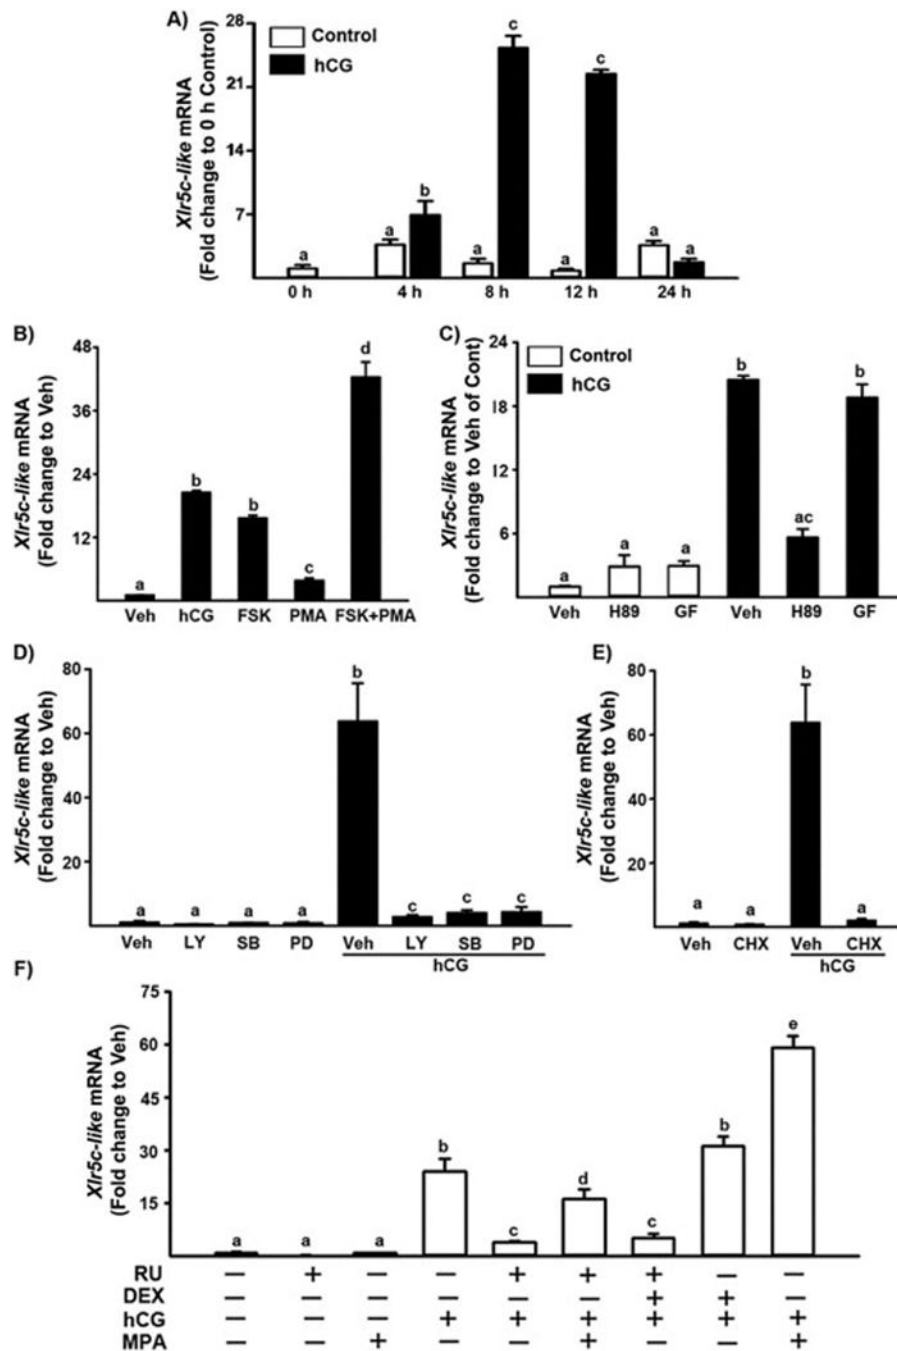 A)
Xlr5c-like mRNA
(Fold change to 0 h Control)
28
21
14
7
Control
hCG
a
a
b
a
c
a
c
a
a
0 h
4 h
8 h
12 h
24 h
B)
Xlr5c-like mRNA
(Fold change to Veh)
48
36
24
12
a
b
b
c
d
Veh
hCG
FSK
PMA
FSK+PMA
C)
Xlr5c-like mRNA
(Fold change to Veh of Cont)
24
18
12
6
Control
hCG
a
a
a
b
ac
b
Veh
H89
GF
Veh
H89
GF
D)
Xlr5c-like mRNA
(Fold change to Veh)
80
60
40
20
a
a
a
a
b
c
c
c
Veh
LY
SB
PD
Veh
LY
SB
PD
hCG
E)
Xlr5c-like mRNA
(Fold change to Veh)
80
60
40
20
a
a
b
a
Veh
CHX
Veh
CHX
hCG
F)
Xlr5c-like mRNA
(Fold change to Veh)
75
60
45
30
15
a
a
a
b
c
d
c
b
e
RU — + — — + + + — —
DEX — — — — — — + + —
hCG — — — + + + + + +
MPA — — + — — + — — +